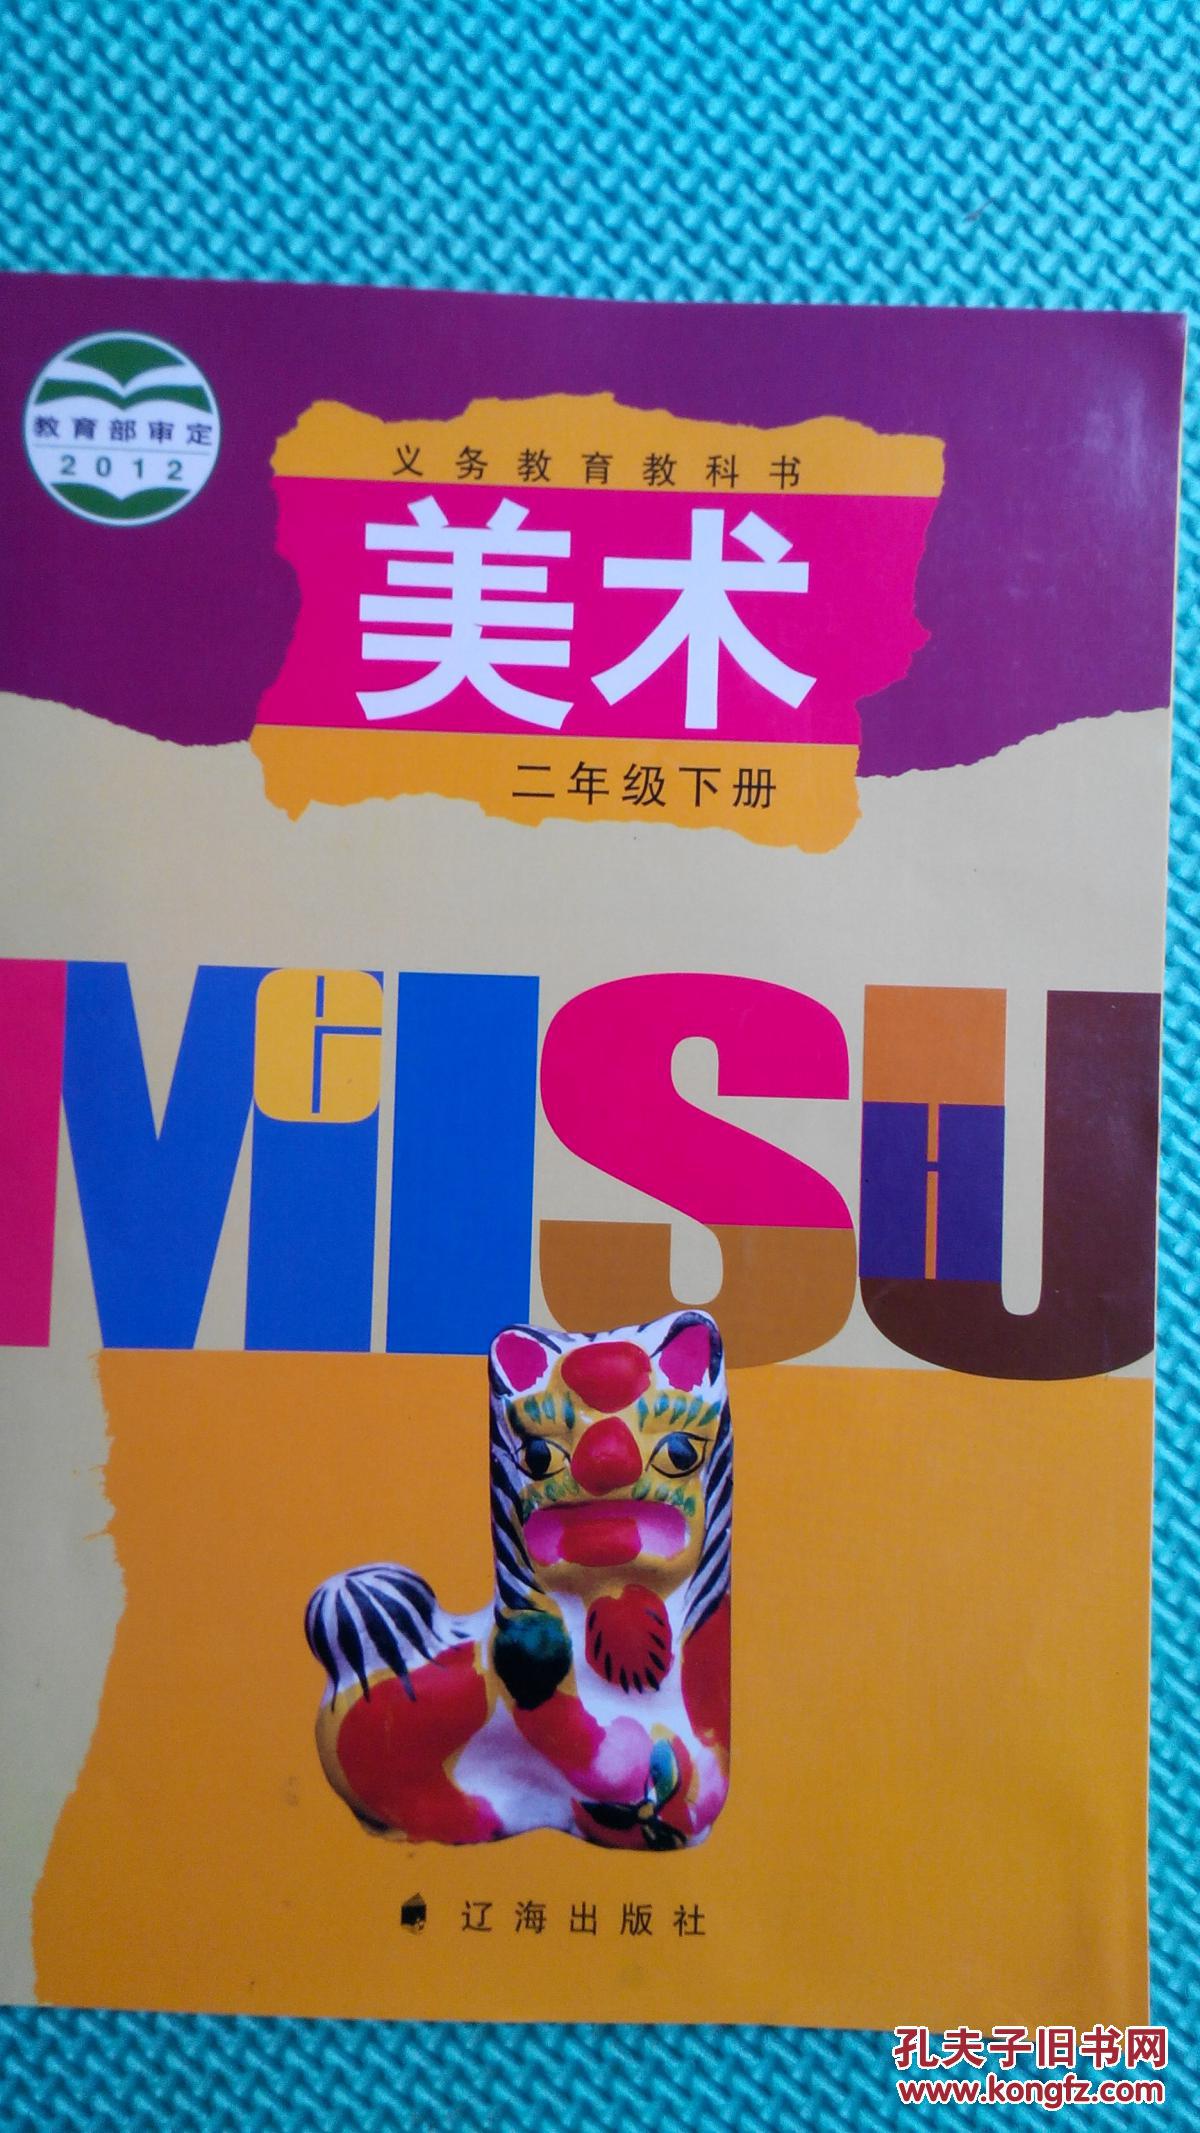 教育部审定
2012
义务教育教科书
美术
二年级下册
MeISHU
辽海出版社
孔夫子旧书网
www.kongfz.com